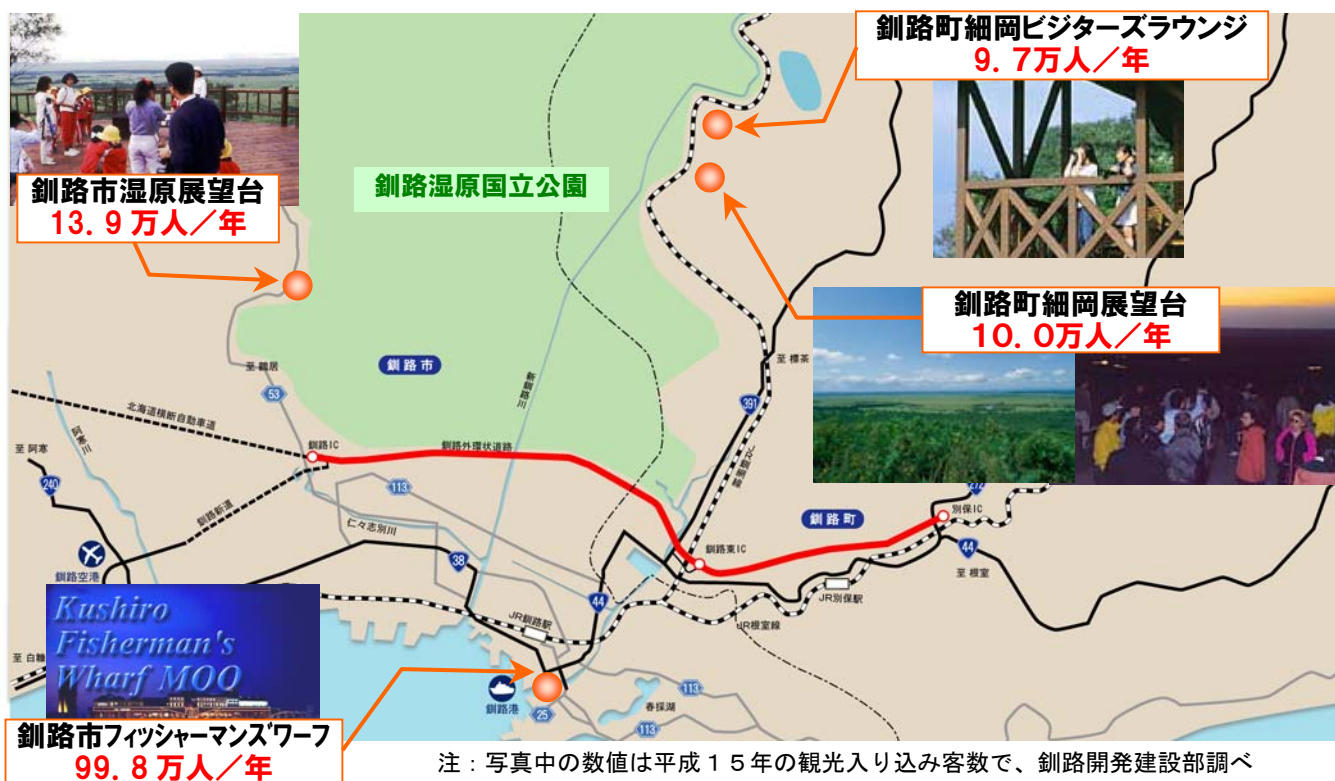 釧路町細岡ビジターズラウンジ
9.7万人／年
釧路市湿原展望台
13.9万人／年
釧路湿原国立公園
釧路町細岡展望台
10.0万人／年
至 鶴居
釧路市
新釧路川
至 標茶
53
391
北海道横断自動車道
阿寒川
至 阿寒
釧路IC
釧路外環状道路
JR釧網線
240
113
272
釧路新道
仁々志別川
釧路町
別保IC
釧路空港
38
釧路東IC
44
至 根室
44
JR別保駅
JR釧路駅
JR根室線
Kushiro
Fisherman's
Wharf MOO
至 白糠
釧路港
25
春採湖
113
113
釧路市フィッシャーマンズワーフ
99.8万人／年
注：写真中の数値は平成１５年の観光入り込み客数で、釧路開発建設部調べ